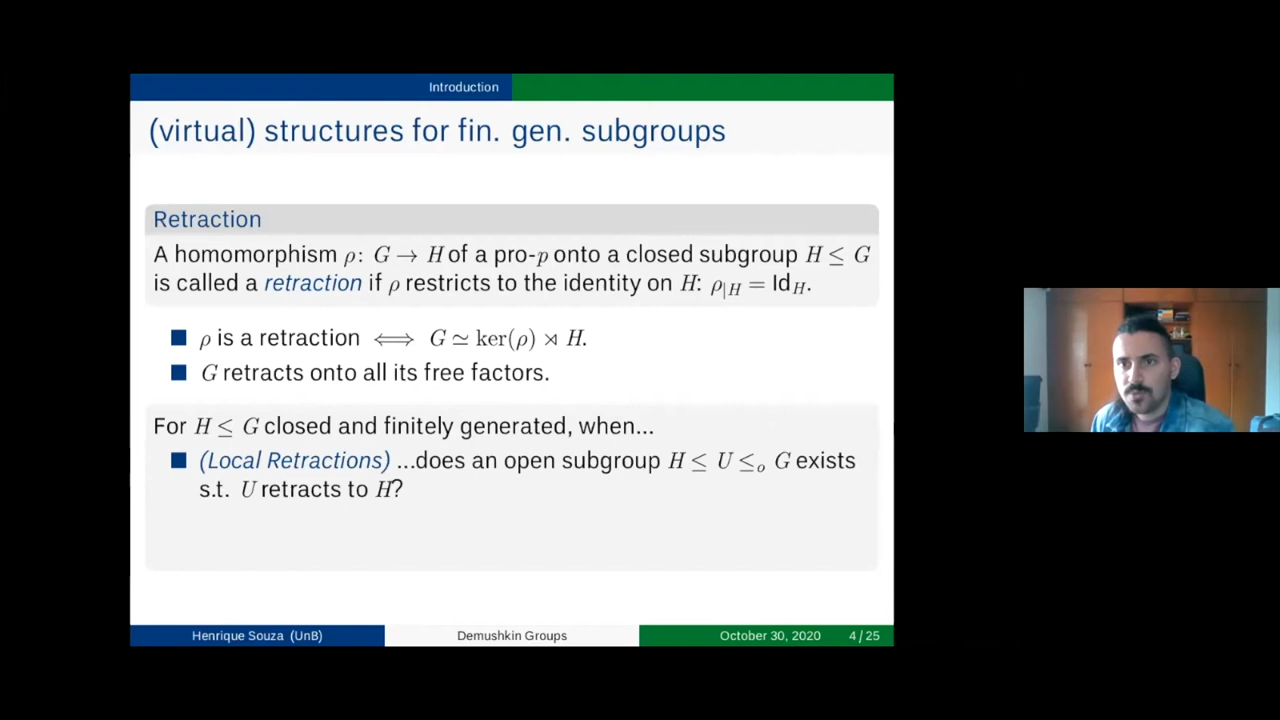 Introduction
(virtual) structures for fin. gen. subgroups
Retraction
A homomorphism ρ: G → H of a pro-p onto a closed subgroup H ≤ G
is called a retraction if ρ restricts to the identity on H: ρ|H = Id_H.
ρ is a retraction ⟺ G ≃ ker(ρ) ⋊ H.
G retracts onto all its free factors.
For H ≤ G closed and finitely generated, when...
(Local Retractions) ...does an open subgroup H ≤ U ≤_o G exists
s.t. U retracts to H?
Henrique Souza (UnB) Demushkin Groups October 30, 2020 4 / 25